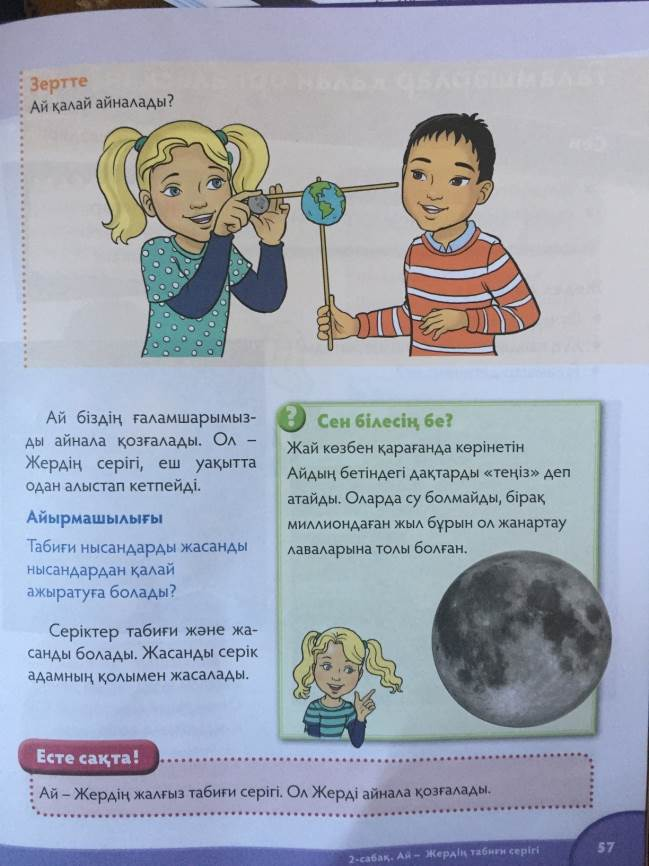 Зертте
Ай қалай айналады?
Ай біздің ғаламшарымыз-
ды айнала қозғалады. Ол –
Жердің серігі, еш уақытта
одан алыстап кетпейді.
Айырмашылығы
Табиғи нысандарды жасанды
нысандардан қалай
ажыратуға болады?
Серіктер табиғи және жа-
санды болады. Жасанды серік
адамның қолымен жасалады.
? Сен білесің бе?
Жай көзбен қарағанда көрінетін
Айдың бетіндегі дақтарды «теңіз» деп
атайды. Оларда су болмайды, бірақ
миллиондаған жыл бұрын ол жанартау
лаваларына толы болған.
Есте сақта!
Ай – Жердің жалғыз табиғи серігі. Ол Жерді айнала қозғалады.
2-сабақ. Ай – Жердің табиғи серігі 57